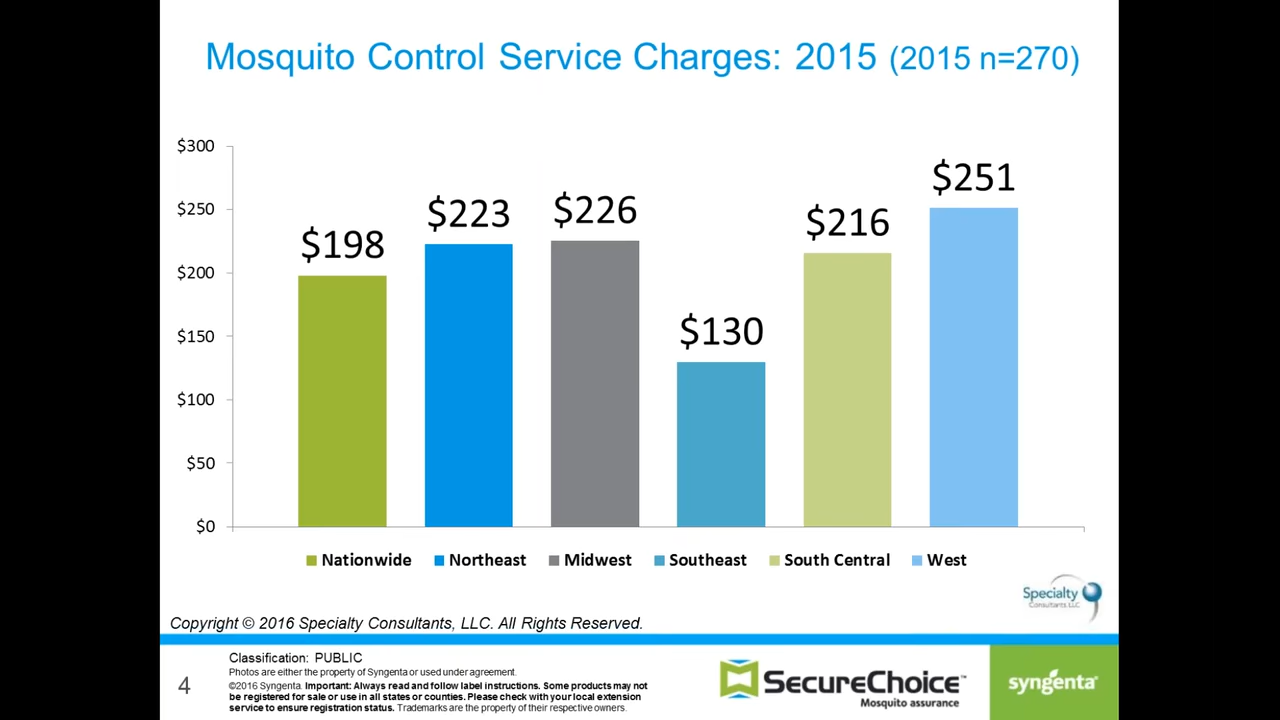 Mosquito Control Service Charges: 2015 (2015 n=270)
$300
$250
$200
$150
$100
$50
$0
$198
$223
$226
$130
$216
$251
Nationwide Northeast Midwest Southeast South Central West
Specialty
Consultants, LLC
Copyright © 2016 Specialty Consultants, LLC. All Rights Reserved.
4
Classification: PUBLIC
Photos are either the property of Syngenta or used under agreement.
©2016 Syngenta. Important: Always read and follow label instructions. Some products may not
be registered for sale or use in all states or counties. Please check with your local extension
service to ensure registration status. Trademarks are the property of their respective owners.
SecureChoice™
Mosquito assurance
syngenta®